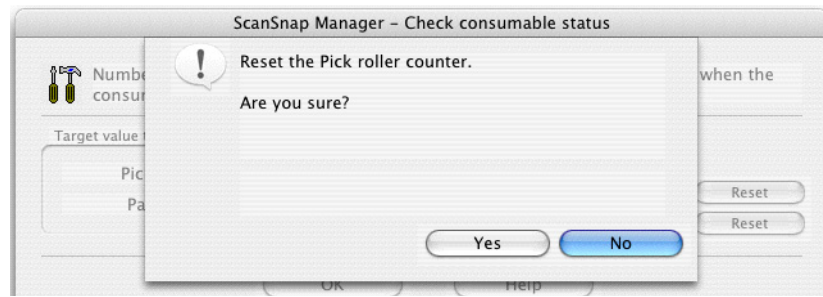 ScanSnap Manager – Check consumable status
Reset the Pick roller counter.
Are you sure?
when the
Target value
Reset
Reset
Yes No
OK Help